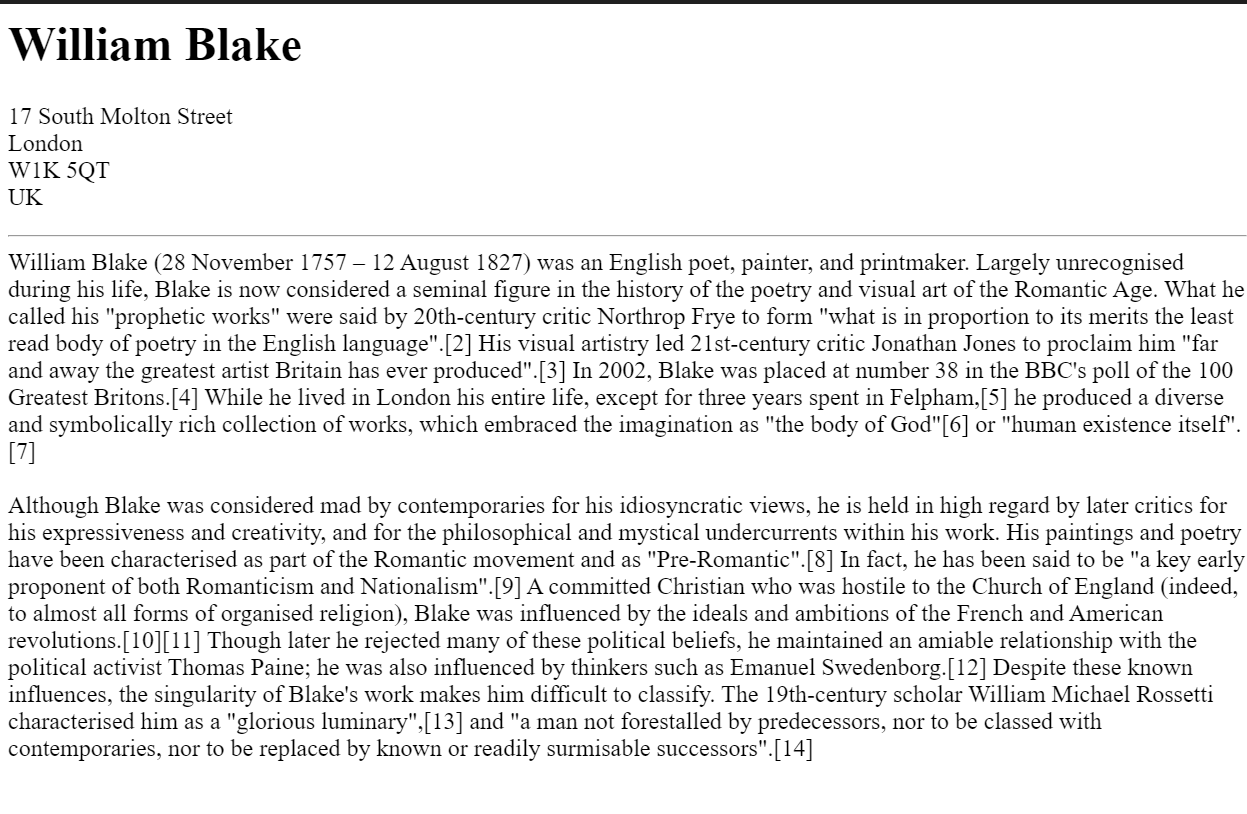 William Blake
17 South Molton Street
London
W1K 5QT
UK
William Blake (28 November 1757 – 12 August 1827) was an English poet, painter, and printmaker. Largely unrecognised
during his life, Blake is now considered a seminal figure in the history of the poetry and visual art of the Romantic Age. What he
called his "prophetic works" were said by 20th-century critic Northrop Frye to form "what is in proportion to its merits the least
read body of poetry in the English language".[2] His visual artistry led 21st-century critic Jonathan Jones to proclaim him "far
and away the greatest artist Britain has ever produced".[3] In 2002, Blake was placed at number 38 in the BBC's poll of the 100
Greatest Britons.[4] While he lived in London his entire life, except for three years spent in Felpham,[5] he produced a diverse
and symbolically rich collection of works, which embraced the imagination as "the body of God"[6] or "human existence itself".
[7]
Although Blake was considered mad by contemporaries for his idiosyncratic views, he is held in high regard by later critics for
his expressiveness and creativity, and for the philosophical and mystical undercurrents within his work. His paintings and poetry
have been characterised as part of the Romantic movement and as "Pre-Romantic".[8] In fact, he has been said to be "a key early
proponent of both Romanticism and Nationalism".[9] A committed Christian who was hostile to the Church of England (indeed,
to almost all forms of organised religion), Blake was influenced by the ideals and ambitions of the French and American
revolutions.[10][11] Though later he rejected many of these political beliefs, he maintained an amiable relationship with the
political activist Thomas Paine; he was also influenced by thinkers such as Emanuel Swedenborg.[12] Despite these known
influences, the singularity of Blake's work makes him difficult to classify. The 19th-century scholar William Michael Rossetti
characterised him as a "glorious luminary",[13] and "a man not forestalled by predecessors, nor to be classed with
contemporaries, nor to be replaced by known or readily surmisable successors".[14]